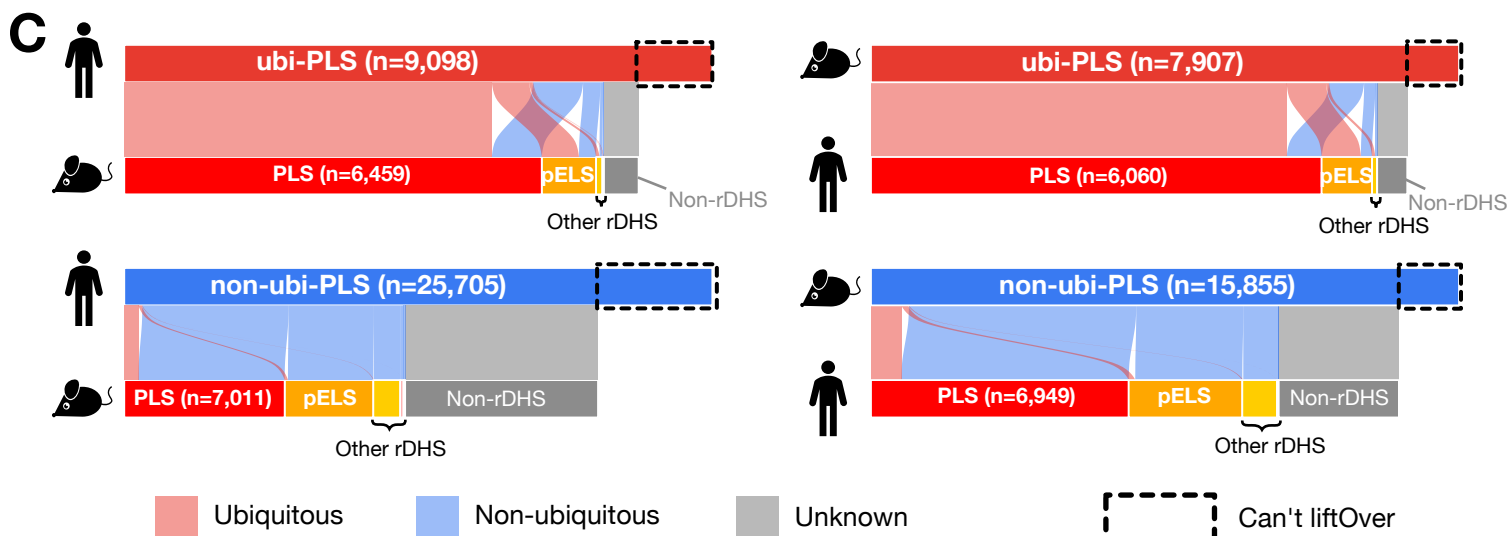 C
ubi-PLS (n=9,098)
PLS (n=6,459)
pELS
Non-rDHS
Other rDHS
ubi-PLS (n=7,907)
PLS (n=6,060)
pELS
Non-rDHS
Other rDHS
non-ubi-PLS (n=25,705)
PLS (n=7,011)
pELS
Non-rDHS
Other rDHS
non-ubi-PLS (n=15,855)
PLS (n=6,949)
pELS
Non-rDHS
Other rDHS
Ubiquitous
Non-ubiquitous
Unknown
Can't liftOver